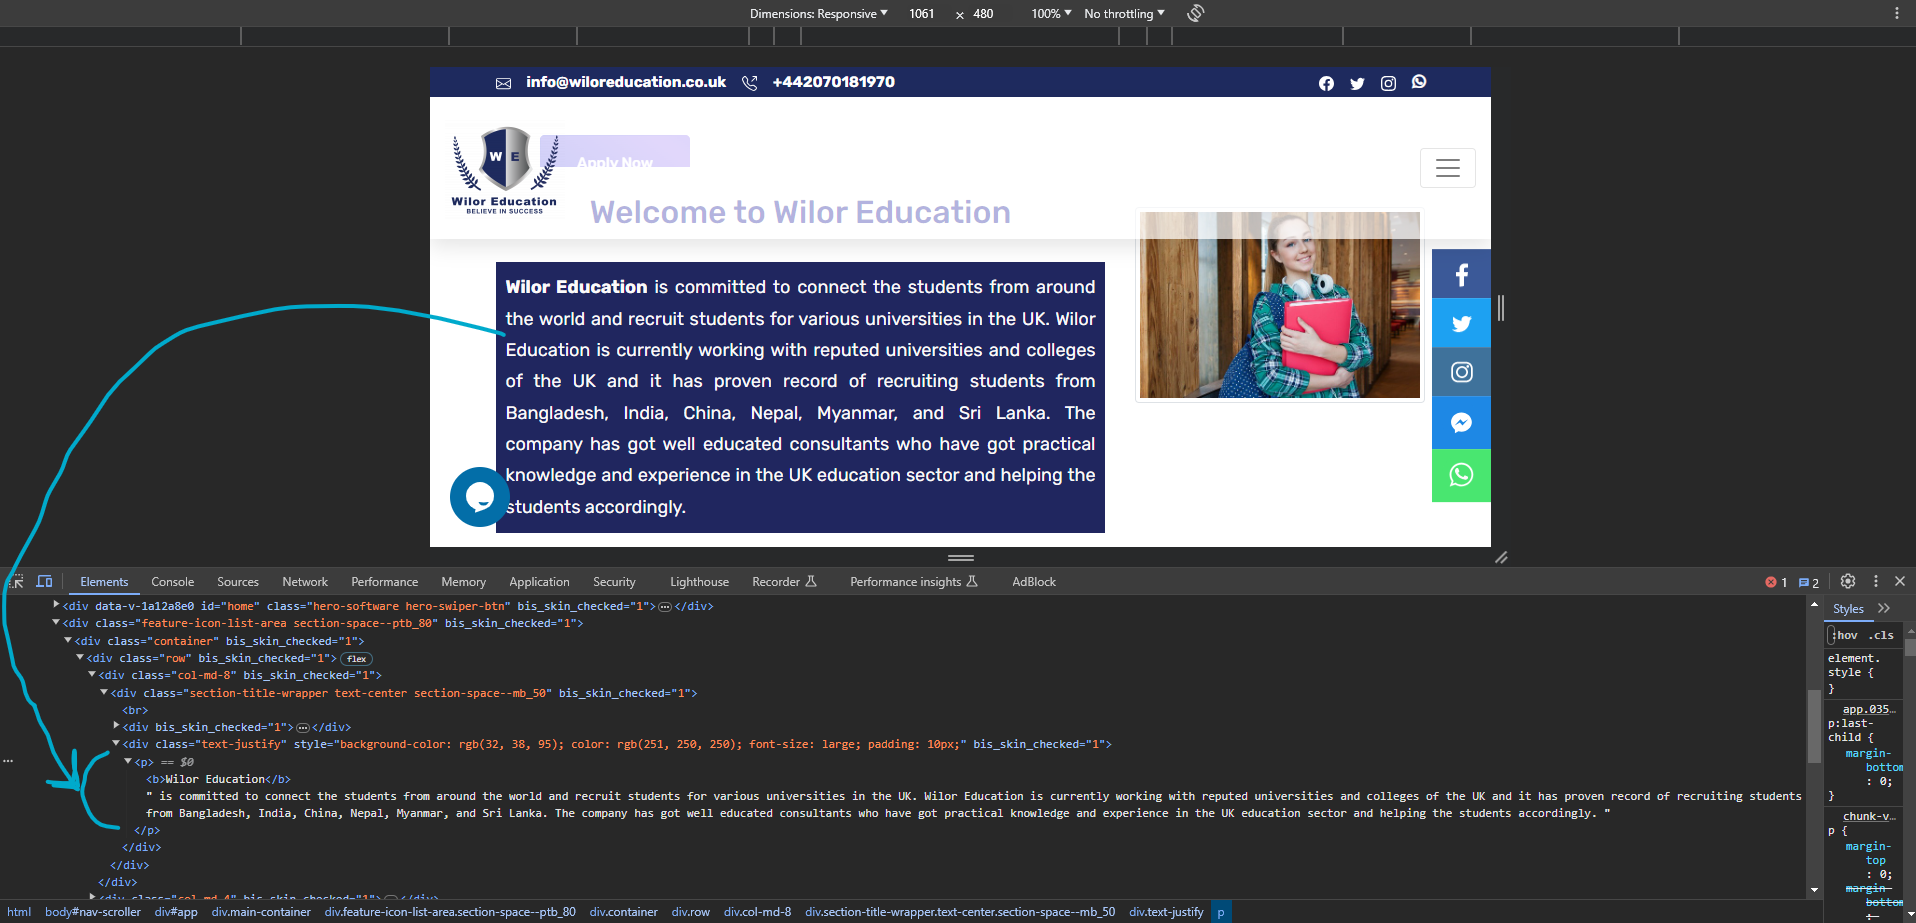 Dimensions: Responsive 1061 × 480 100% No throttling
info@wiloreducation.co.uk +442070181970
W E
Wilor Education
BELIEVE IN SUCCESS
Apply Now
Welcome to Wilor Education
Wilor Education is committed to connect the students from around
the world and recruit students for various universities in the UK. Wilor
Education is currently working with reputed universities and colleges
of the UK and it has proven record of recruiting students from
Bangladesh, India, China, Nepal, Myanmar, and Sri Lanka. The
company has got well educated consultants who have got practical
knowledge and experience in the UK education sector and helping the
students accordingly.
Elements Console Sources Network Performance Memory Application Security Lighthouse Recorder Performance insights AdBlock 1 2
<div data-v-1a12a8e0 id="home" class="hero-software hero-swiper-btn" bis_skin_checked="1">…</div>
<div class="feature-icon-list-area section-space--ptb_80" bis_skin_checked="1">
<div class="container" bis_skin_checked="1">
<div class="row" bis_skin_checked="1"> flex
<div class="col-md-8" bis_skin_checked="1">
<div class="section-title-wrapper text-center section-space--mb_50" bis_skin_checked="1">
<br>
<div bis_skin_checked="1">…</div>
<div class="text-justify" style="background-color: rgb(32, 38, 95); color: rgb(251, 250, 250); font-size: large; padding: 10px;" bis_skin_checked="1">
<p> == $0
<b>Wilor Education</b>
" is committed to connect the students from around the world and recruit students for various universities in the UK. Wilor Education is currently working with reputed universities and colleges of the UK and it has proven record of recruiting students
from Bangladesh, India, China, Nepal, Myanmar, and Sri Lanka. The company has got well educated consultants who have got practical knowledge and experience in the UK education sector and helping the students accordingly. "
</p>
</div>
</div>
</div>
<div class="col-md-4" bis_skin_checked="1">…</div>
Styles
:hov .cls
element.
style {
}
app.035…
p:last-
child {
margin-
bottom
: 0;
}
chunk-v…
p {
margin-
top
: 0;
margin-
bottom
html body#nav-scroller div#app div.main-container div.feature-icon-list-area.section-space--ptb_80 div.container div.row div.col-md-8 div.section-title-wrapper.text-center.section-space--mb_50 div.text-justify p